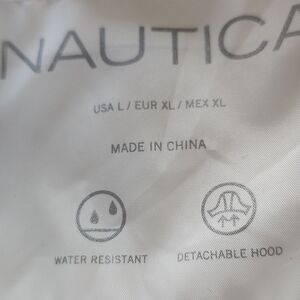 NAUTICA
USA L / EUR XL / MEX XL
MADE IN CHINA
WATER RESISTANT
DETACHABLE HOOD